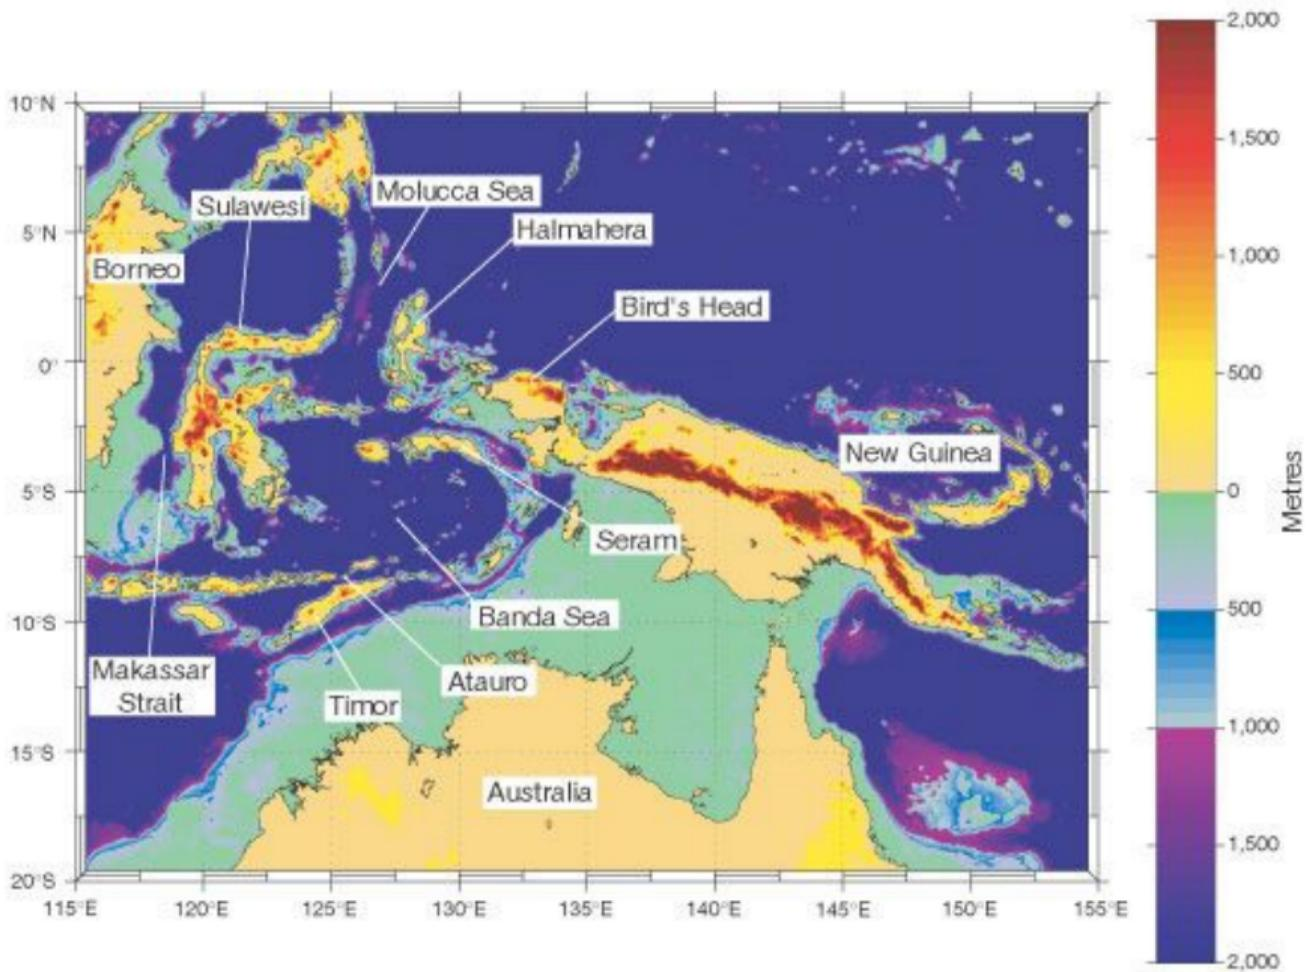 2,000
10°N
1,500
Molucca Sea
Sulawesi
Halmahera
5°N
1,000
Borneo
Bird's Head
0°
500
New Guinea
5°S
0
Metres
Seram
Banda Sea
10°S
500
Makassar
Strait
Atauro
Timor
1,000
15°S
Australia
1,500
20°S
115°E 120°E 125°E 130°E 135°E 140°E 145°E 150°E 155°E
2,000